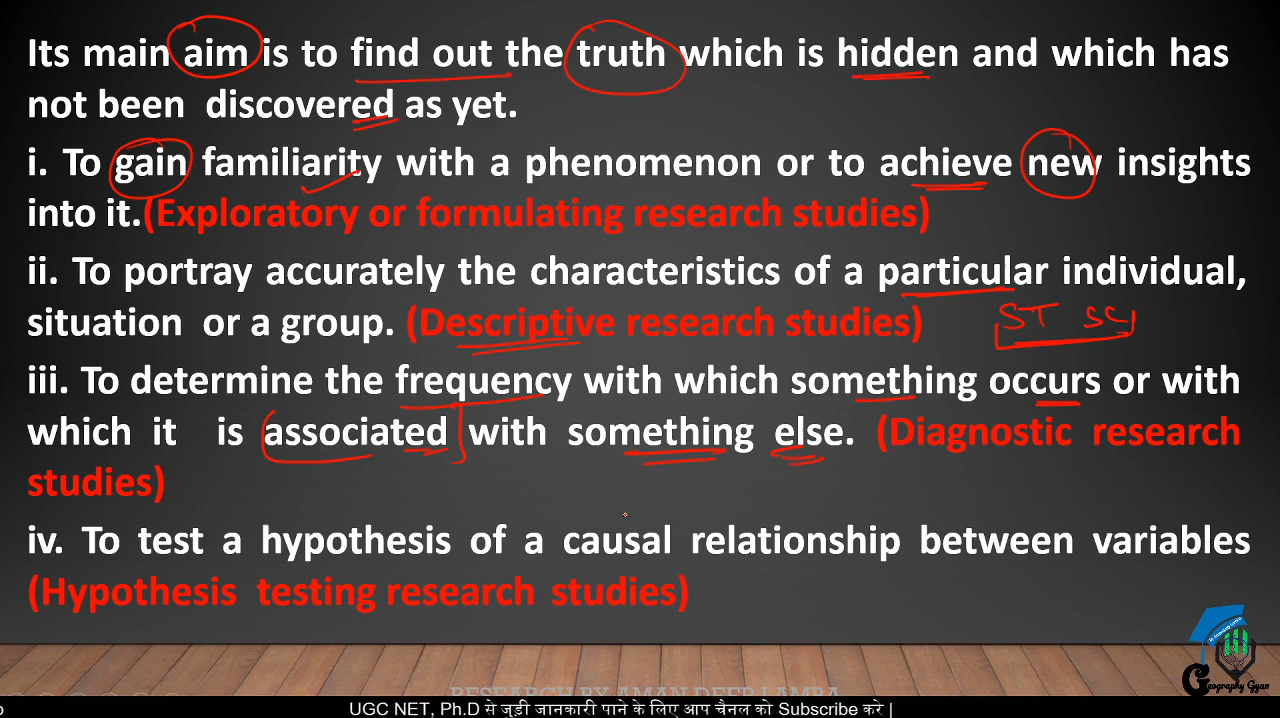 Its main aim is to find out the truth which is hidden and which has
not been discovered as yet.
i. To gain familiarity with a phenomenon or to achieve new insights
into it.(Exploratory or formulating research studies)
ii. To portray accurately the characteristics of a particular individual,
situation or a group. (Descriptive research studies)
ST SC
iii. To determine the frequency with which something occurs or with
which it is associated with something else. (Diagnostic research
studies)
iv. To test a hypothesis of a causal relationship between variables
(Hypothesis testing research studies)
Geography Gyan
RESEARCH BY AMAN DEEP LAMBA
UGC NET, Ph.D से जुड़ी जानकारी पाने के लिए आप चैनल को Subscribe करे |